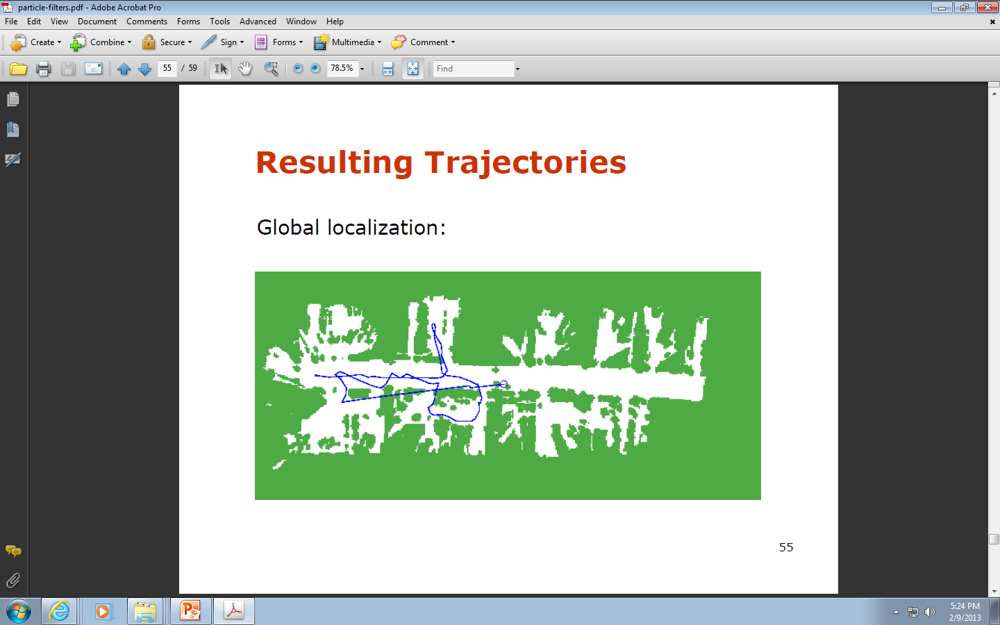 particle-filters.pdf - Adobe Acrobat Pro
File Edit View Document Comments Forms Tools Advanced Window Help
Create Combine Secure Sign Forms Multimedia Comment
55 / 59 78.5% Find
Resulting Trajectories
Global localization:
55
5:24 PM
2/9/2013